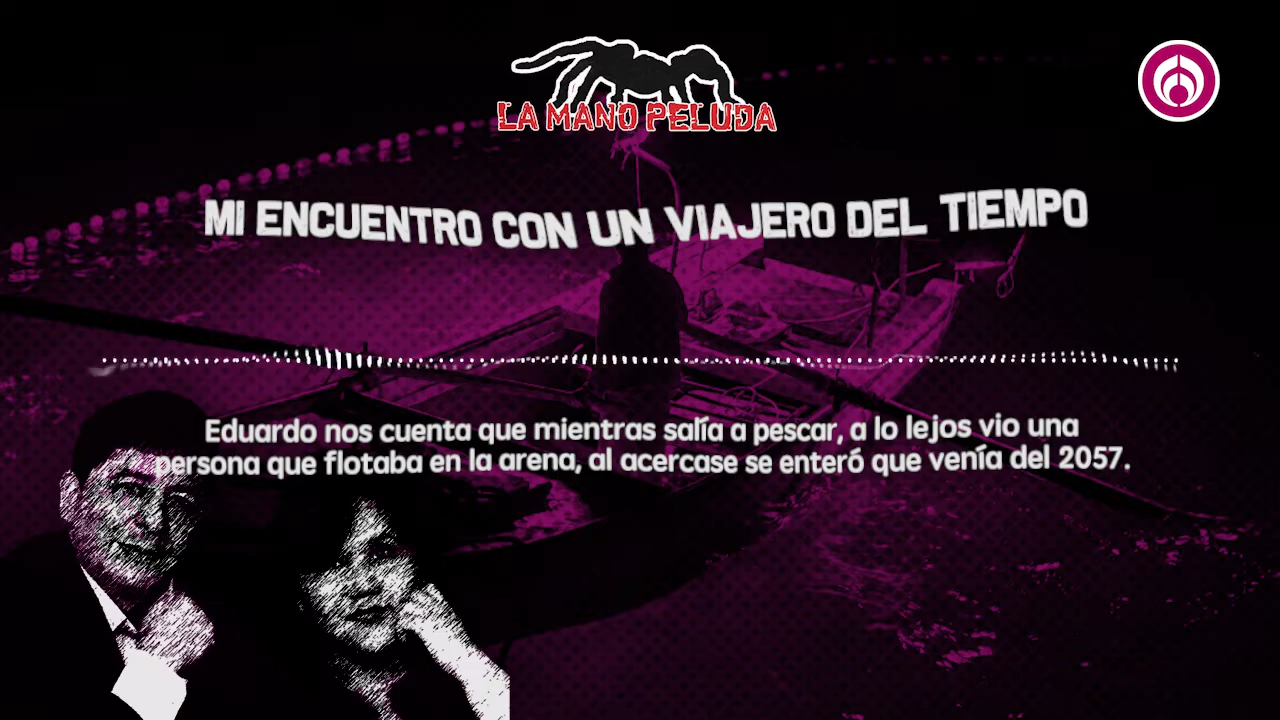 LA MANO PELUDA
MI ENCUENTRO CON UN VIAJERO DEL TIEMPO
Eduardo nos cuenta que mientras salía a pescar, a lo lejos vio una
persona que flotaba en la arena, al acercase se enteró que venía del 2057.